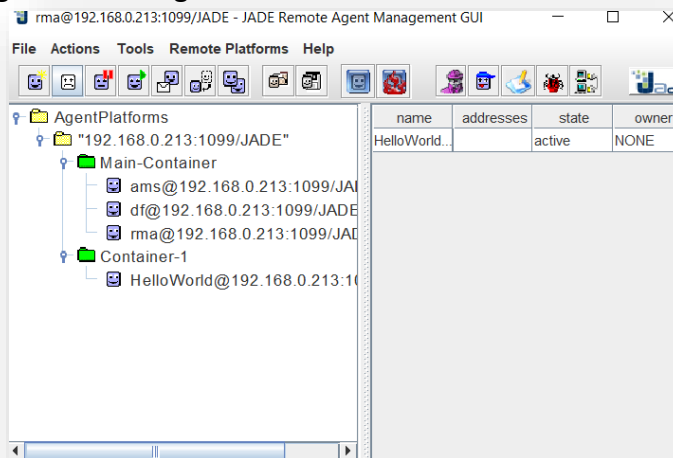 rma@192.168.0.213:1099/JADE - JADE Remote Agent Management GUI
File Actions Tools Remote Platforms Help
AgentPlatforms
"192.168.0.213:1099/JADE"
Main-Container
ams@192.168.0.213:1099/JA
df@192.168.0.213:1099/JADE
rma@192.168.0.213:1099/JAD
Container-1
HelloWorld@192.168.0.213:10
name addresses state owner
HelloWorld... active NONE